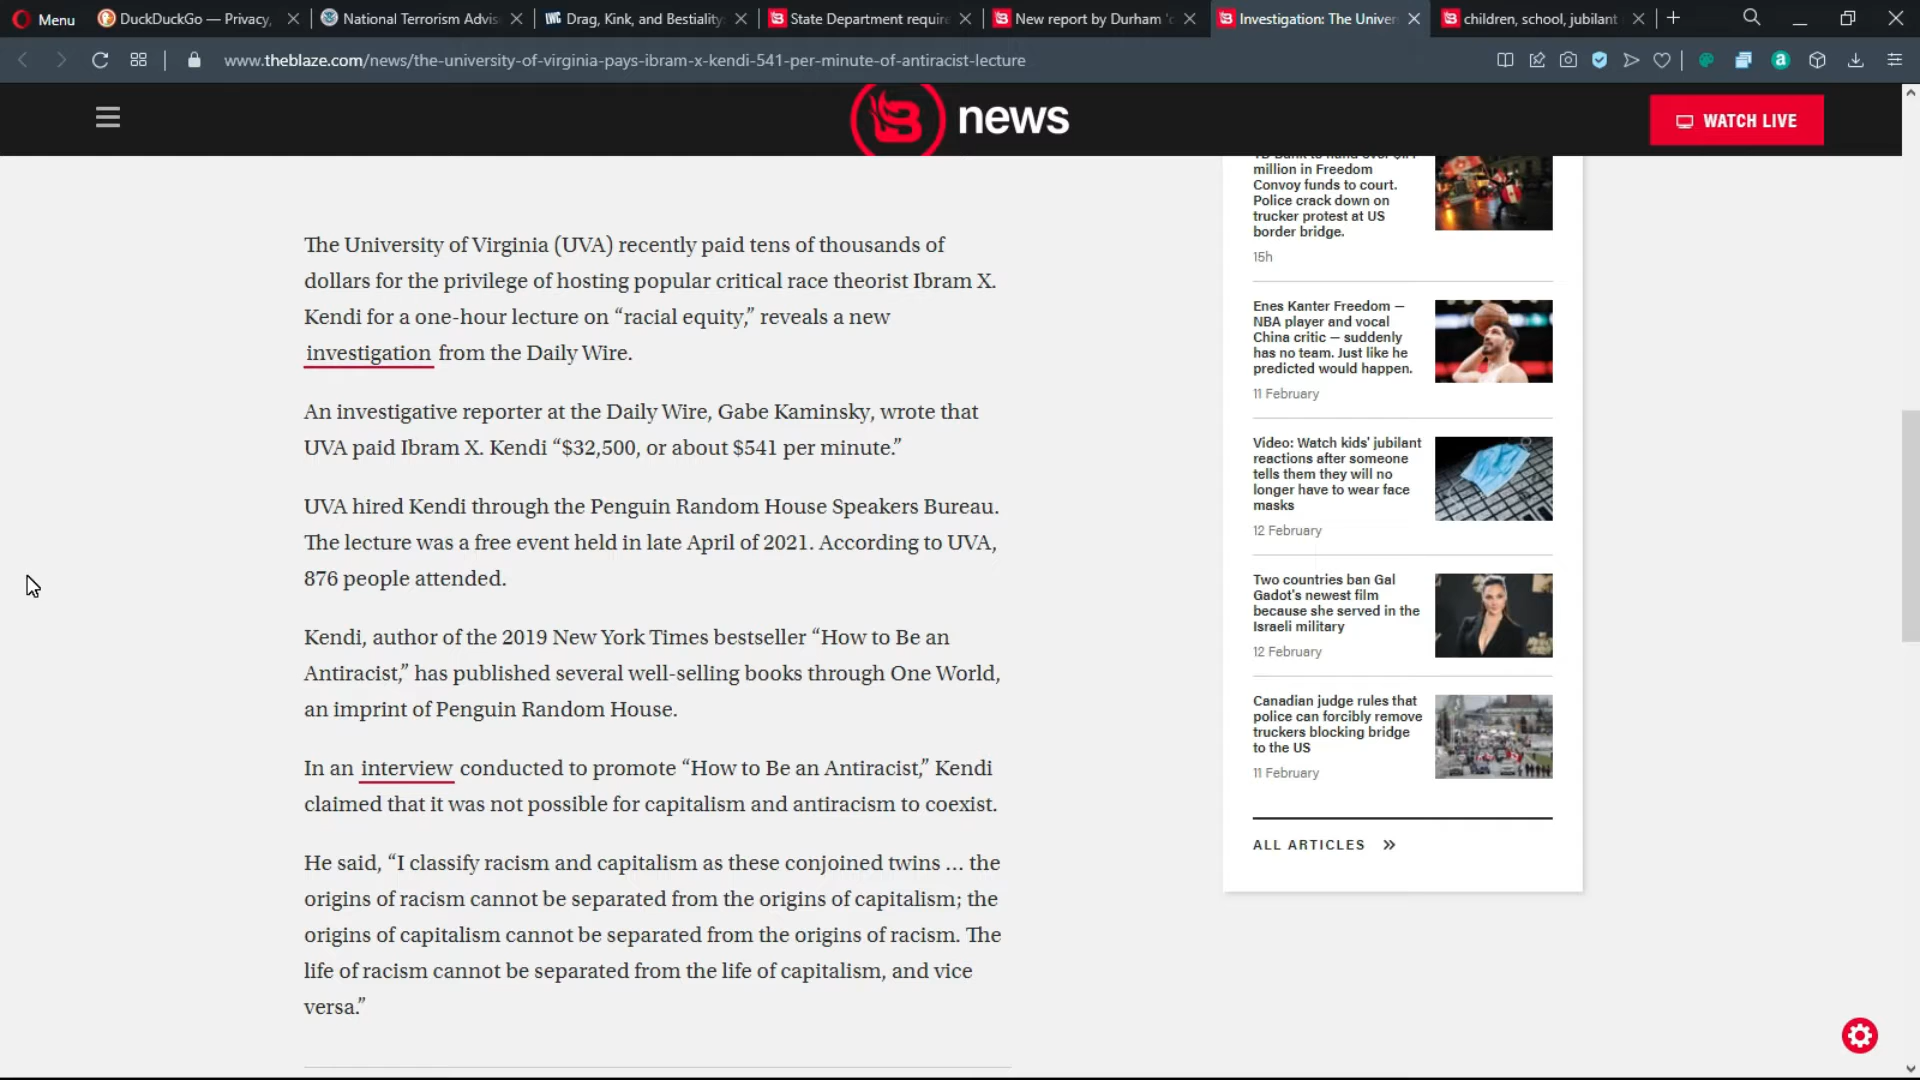 Menu
DuckDuckGo — Privacy,
National Terrorism Advis
Drag, Kink, and Bestiality
State Department require
New report by Durham 'c
Investigation: The Univer
children, school, jubilant
www.theblaze.com/news/the-university-of-virginia-pays-ibram-x-kendi-541-per-minute-of-antiracist-lecture
news
WATCH LIVE
The University of Virginia (UVA) recently paid tens of thousands of
dollars for the privilege of hosting popular critical race theorist Ibram X.
Kendi for a one-hour lecture on “racial equity,” reveals a new
investigation from the Daily Wire.
An investigative reporter at the Daily Wire, Gabe Kaminsky, wrote that
UVA paid Ibram X. Kendi “$32,500, or about $541 per minute.”
UVA hired Kendi through the Penguin Random House Speakers Bureau.
The lecture was a free event held in late April of 2021. According to UVA,
876 people attended.
Kendi, author of the 2019 New York Times bestseller “How to Be an
Antiracist,” has published several well-selling books through One World,
an imprint of Penguin Random House.
In an interview conducted to promote “How to Be an Antiracist,” Kendi
claimed that it was not possible for capitalism and antiracism to coexist.
He said, “I classify racism and capitalism as these conjoined twins … the
origins of racism cannot be separated from the origins of capitalism; the
origins of capitalism cannot be separated from the origins of racism. The
life of racism cannot be separated from the life of capitalism, and vice
versa.”
million in Freedom
Convoy funds to court.
Police crack down on
trucker protest at US
border bridge.
15h
Enes Kanter Freedom —
NBA player and vocal
China critic — suddenly
has no team. Just like he
predicted would happen.
11 February
Video: Watch kids' jubilant
reactions after someone
tells them they will no
longer have to wear face
masks
12 February
Two countries ban Gal
Gadot's newest film
because she served in the
Israeli military
12 February
Canadian judge rules that
police can forcibly remove
truckers blocking bridge
to the US
11 February
ALL ARTICLES